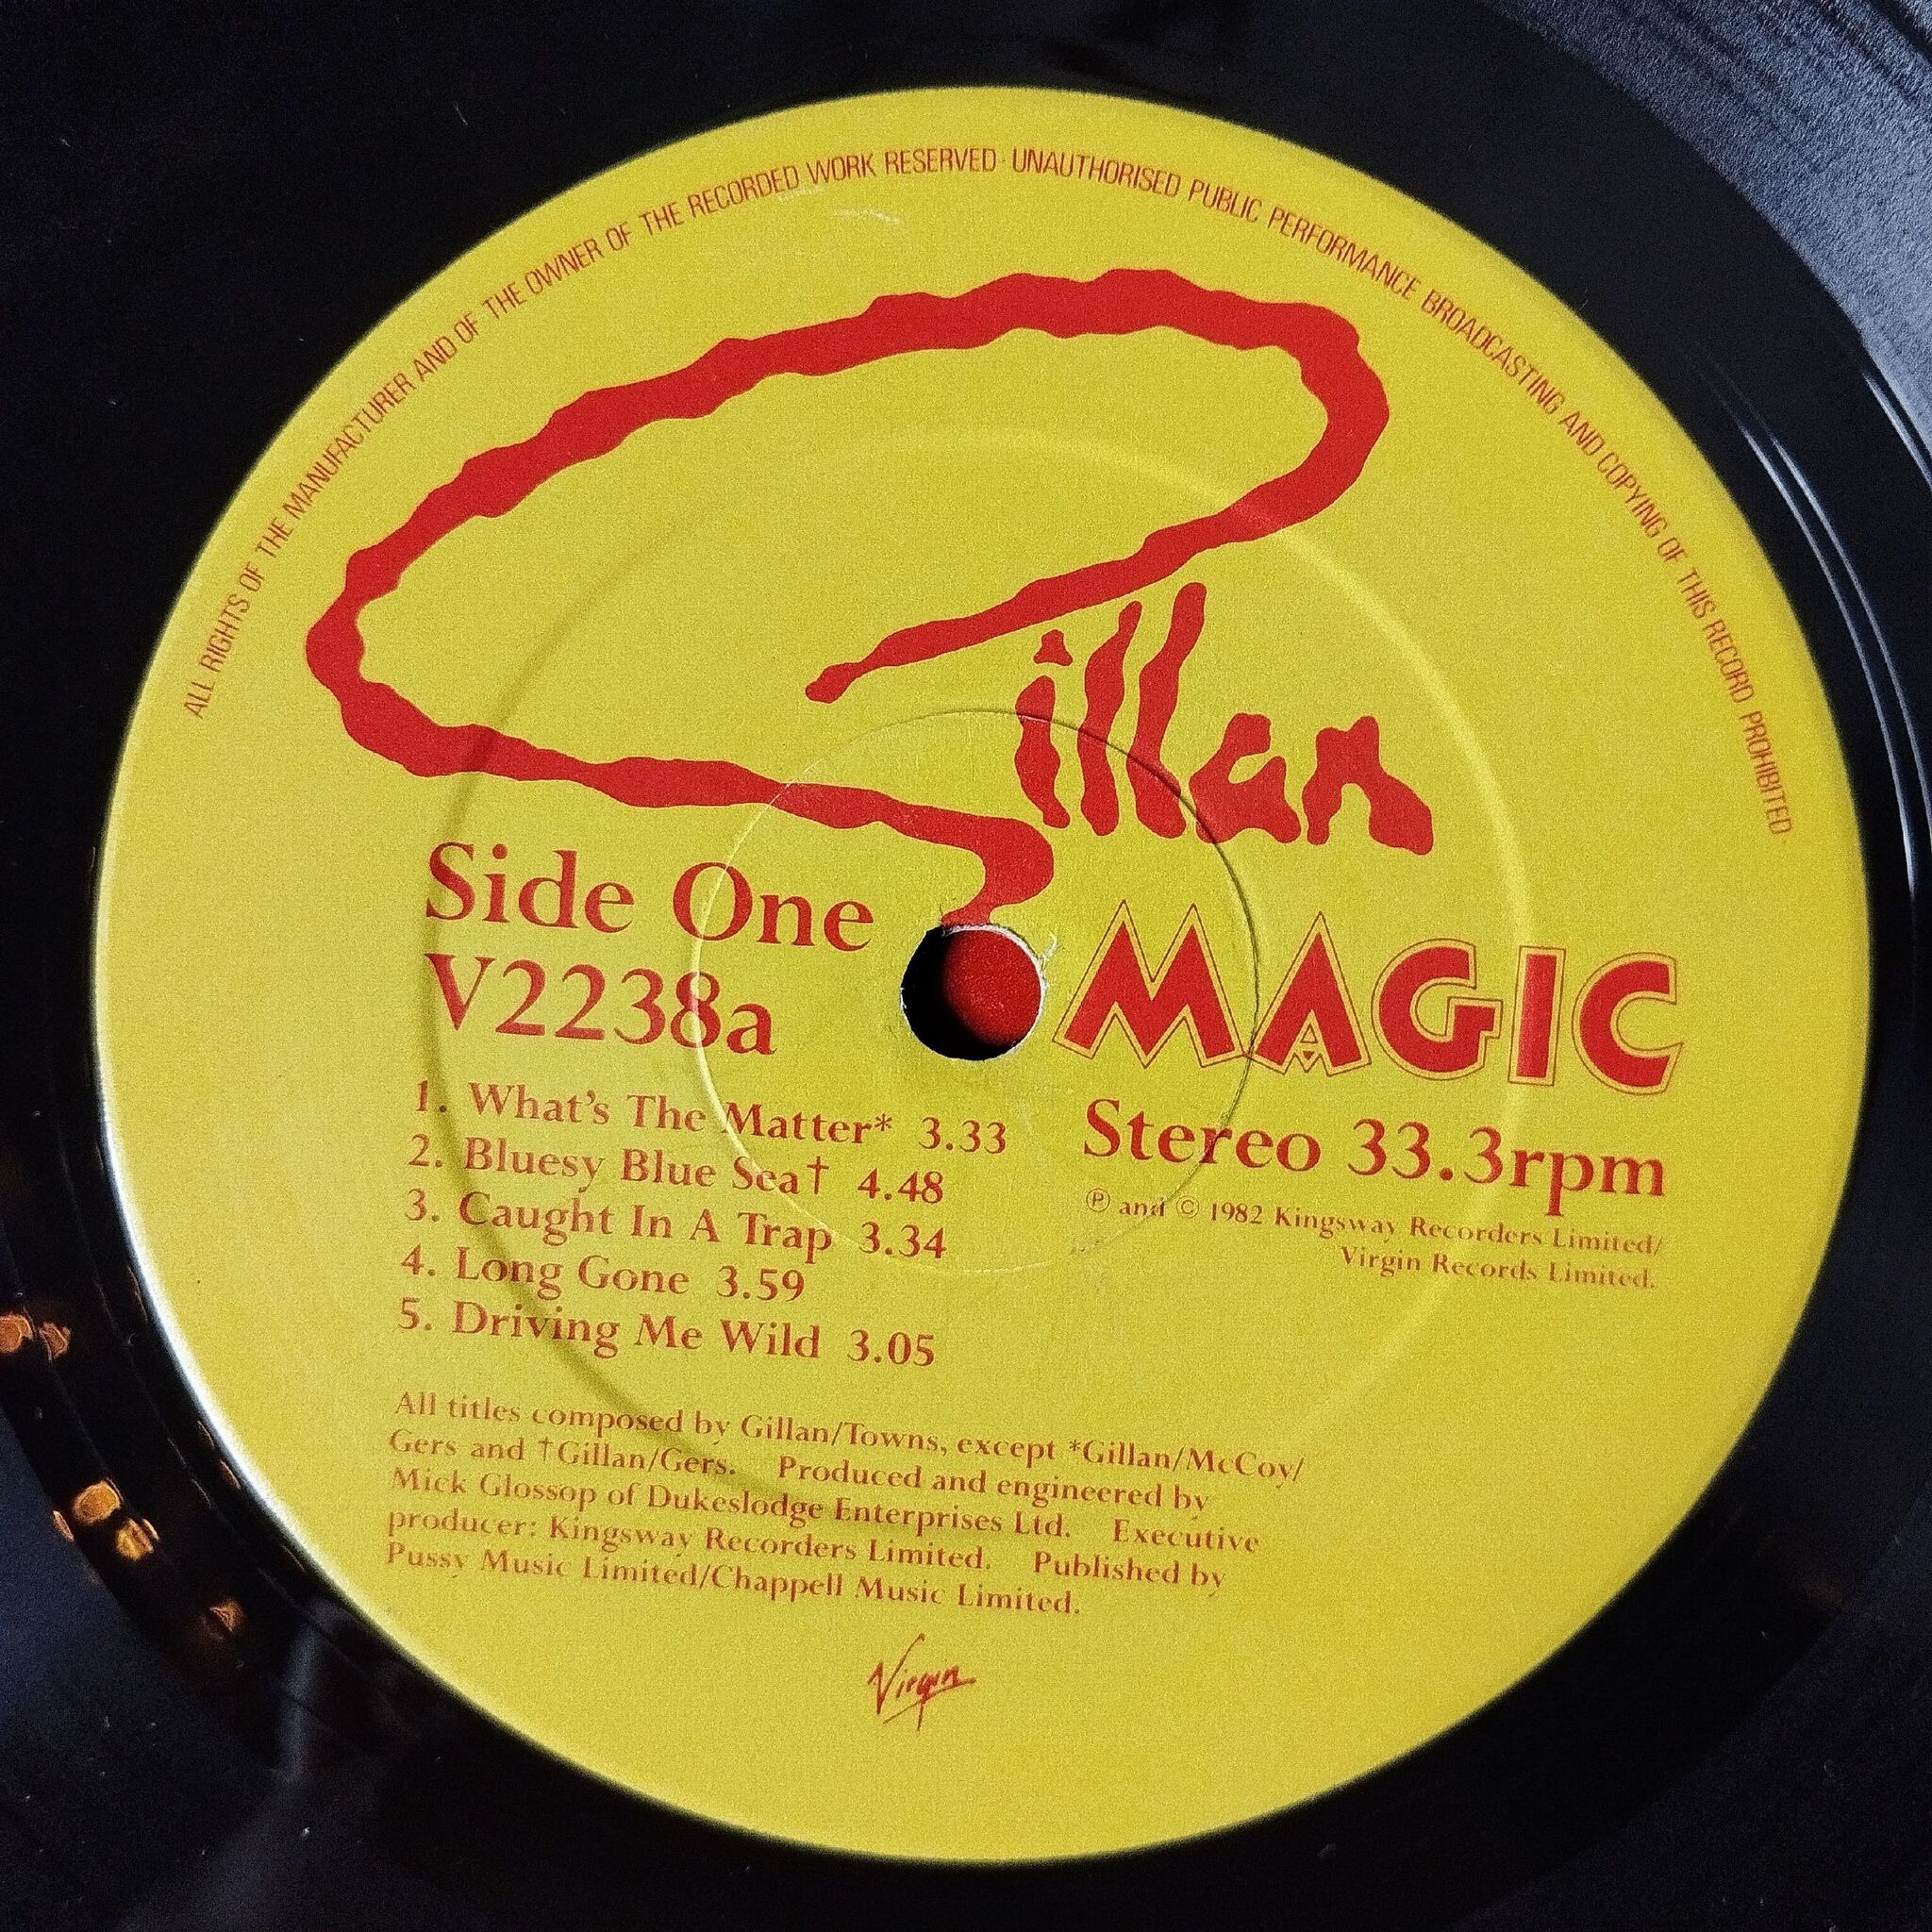 ALL RIGHTS OF THE MANUFACTURER AND OF THE OWNER OF THE RECORDED WORK RESERVED · UNAUTHORISED PUBLIC PERFORMANCE BROADCASTING AND COPYING OF THIS RECORD PROHIBITED
Gillan
MAGIC
Side One
V2238a
1. What's The Matter* 3.33
2. Bluesy Blue Sea† 4.48
3. Caught In A Trap 3.34
4. Long Gone 3.59
5. Driving Me Wild 3.05
Stereo 33.3rpm
℗ and © 1982 Kingsway Recorders Limited/
Virgin Records Limited.
All titles composed by Gillan/Towns, except *Gillan/McCoy/
Gers and †Gillan/Gers. Produced and engineered by
Mick Glossop of Dukeslodge Enterprises Ltd. Executive
producer: Kingsway Recorders Limited. Published by
Pussy Music Limited/Chappell Music Limited.
Virgin